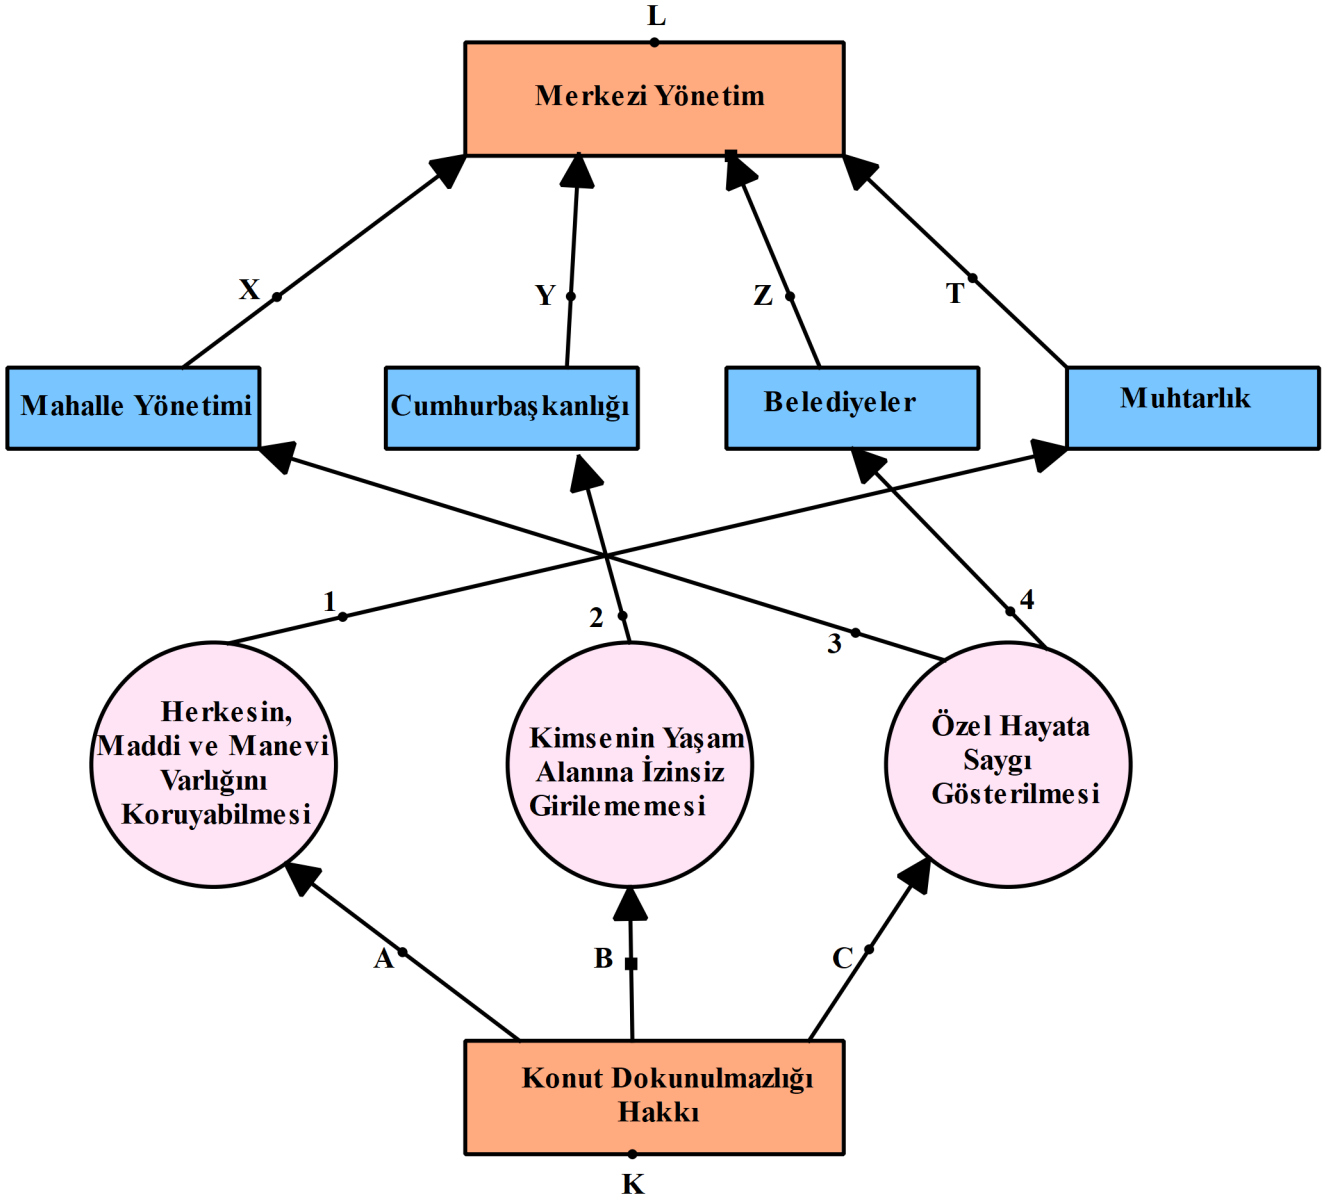 L
Merkezi Yönetim
X
Y
Z
T
Mahalle Yönetimi
Cumhurbaşkanlığı
Belediyeler
Muhtarlık
1
2
3
4
Herkesin,
Maddi ve Manevi
Varlığını
Koruyabilmesi
Kimsenin Yaşam
Alanına İzinsiz
Girilememesi
Özel Hayata
Saygı
Gösterilmesi
A
B
C
Konut Dokunulmazlığı
Hakkı
K